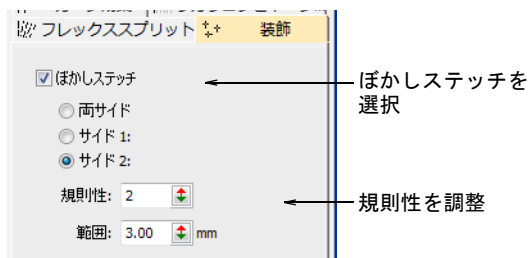 フレックススプリット
装飾
ぼかしステッチ
両サイド
サイド 1:
サイド 2:
規則性: 2
範囲: 3.00 mm
ぼかしステッチを
選択
規則性を調整